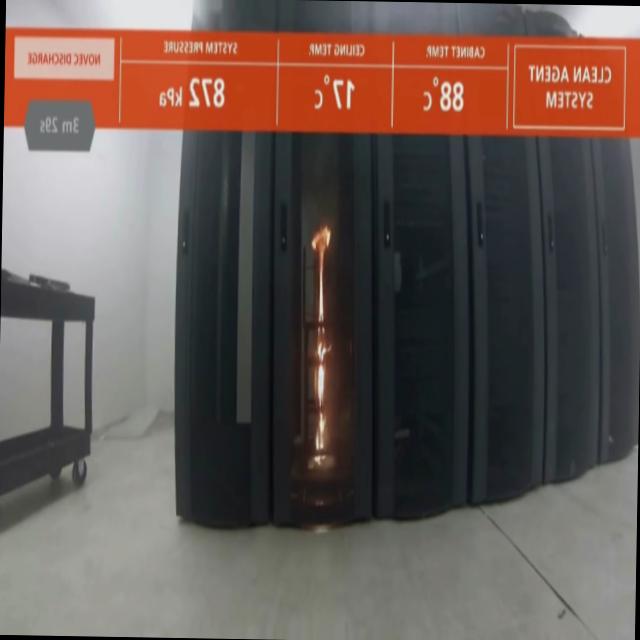 CLEAN AGENT
SYSTEM
CABINET TEMP.
88°C
CEILING TEMP.
17°C
SYSTEM PRESSURE
872 kPa
NOVEC DISCHARGE
3m 29s